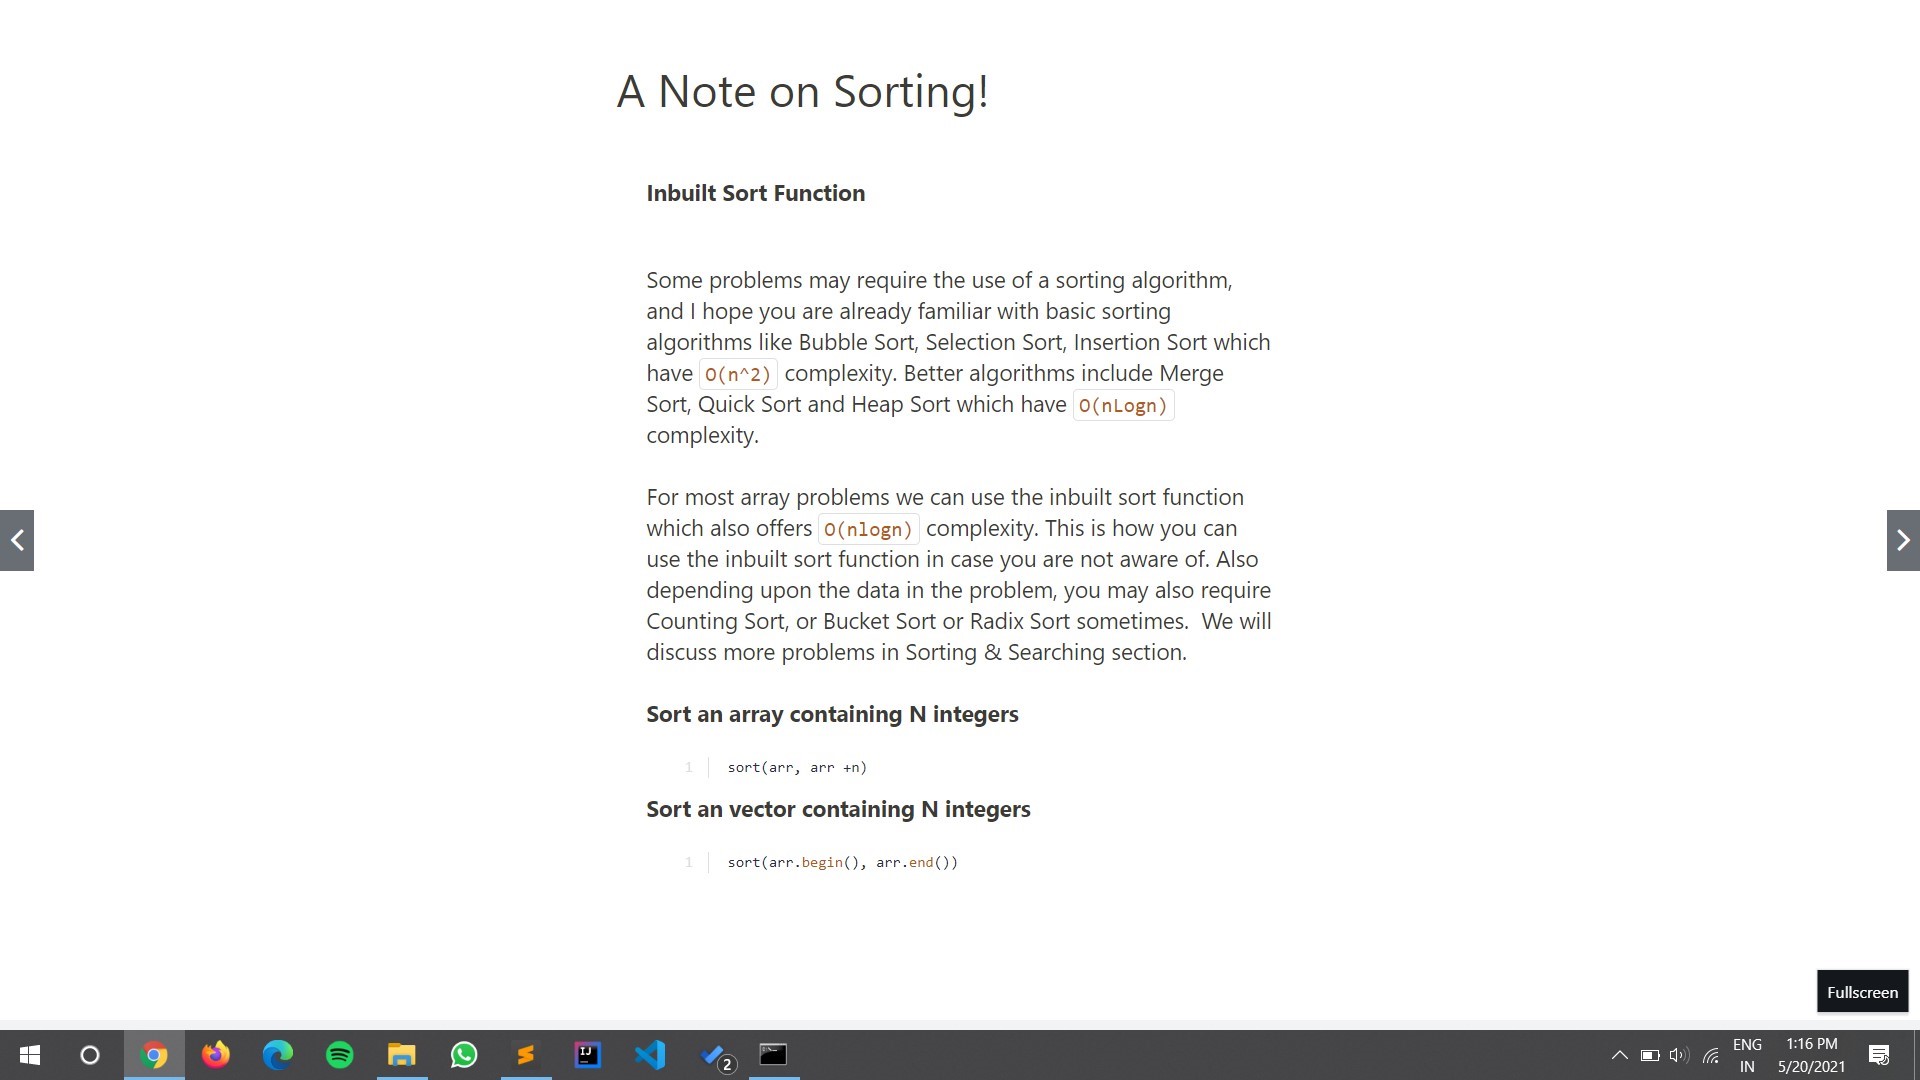 A Note on Sorting!
Inbuilt Sort Function
Some problems may require the use of a sorting algorithm,
and I hope you are already familiar with basic sorting
algorithms like Bubble Sort, Selection Sort, Insertion Sort which
have O(n^2) complexity. Better algorithms include Merge
Sort, Quick Sort and Heap Sort which have O(nLogn)
complexity.
For most array problems we can use the inbuilt sort function
which also offers O(nlogn) complexity. This is how you can
use the inbuilt sort function in case you are not aware of. Also
depending upon the data in the problem, you may also require
Counting Sort, or Bucket Sort or Radix Sort sometimes.  We will
discuss more problems in Sorting & Searching section.
Sort an array containing N integers
1 sort(arr, arr +n)
Sort an vector containing N integers
1 sort(arr.begin(), arr.end())
Fullscreen
IJ
2
ENG
IN
1:16 PM
5/20/2021